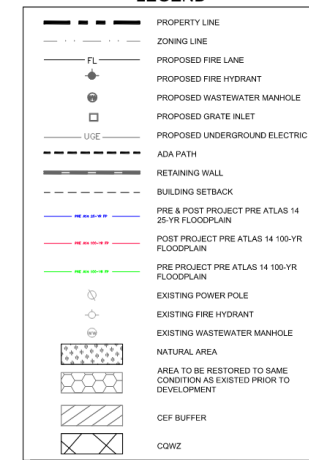 LEGEND
PROPERTY LINE
ZONING LINE
FL PROPOSED FIRE LANE
PROPOSED FIRE HYDRANT
PROPOSED WASTEWATER MANHOLE
PROPOSED GRATE INLET
UGE PROPOSED UNDERGROUND ELECTRIC
ADA PATH
RETAINING WALL
BUILDING SETBACK
PRE & POST PROJECT PRE ATLAS 14
25-YR FLOODPLAIN
POST PROJECT PRE ATLAS 14 100-YR
FLOODPLAIN
PRE PROJECT PRE ATLAS 14 100-YR
FLOODPLAIN
EXISTING POWER POLE
EXISTING FIRE HYDRANT
EXISTING WASTEWATER MANHOLE
NATURAL AREA
AREA TO BE RESTORED TO SAME
CONDITION AS EXISTED PRIOR TO
DEVELOPMENT
CEF BUFFER
CQWZ